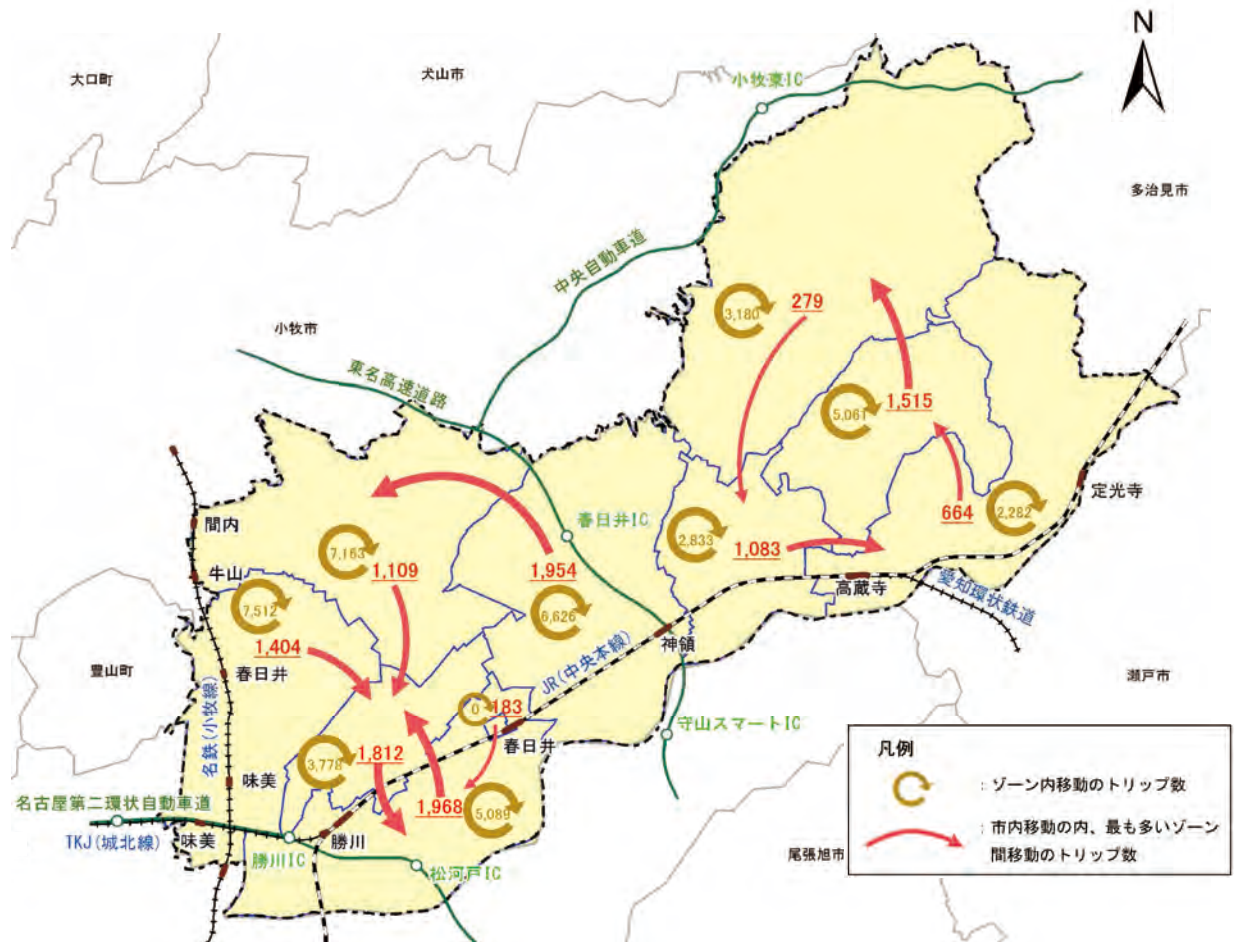 N
大口町
犬山市
小牧東IC
多治見市
中央自動車道
小牧市
279
3,180
東名高速道路
1,515
5,061
定光寺
664
2,282
間内
春日井IC
2,833
1,083
7,163
牛山
1,109
1,954
高蔵寺
愛知環状鉄道
7,512
6,626
1,404
神領
JR(中央本線)
豊山町
春日井
瀬戸市
名鉄(小牧線)
0
183
守山スマートIC
春日井
1,812
3,778
味美
1,968
5,089
名古屋第二環状自動車道
味美
TKJ(城北線)
勝川IC
勝川
松河戸IC
尾張旭市
凡例
:ゾーン内移動のトリップ数
:市内移動の内、最も多いゾーン
間移動のトリップ数